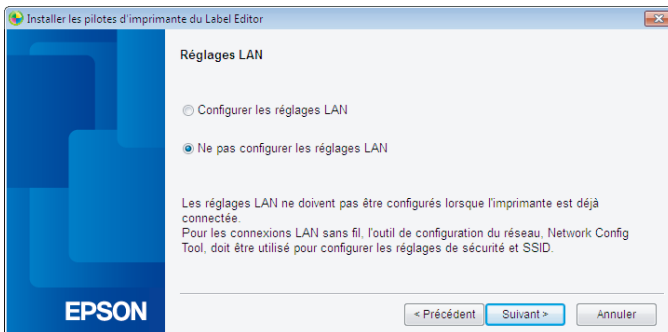 Installer les pilotes d'imprimante du Label Editor
Réglages LAN
Configurer les réglages LAN
Ne pas configurer les réglages LAN
Les réglages LAN ne doivent pas être configurés lorsque l'imprimante est déjà
connectée.
Pour les connexions LAN sans fil, l'outil de configuration du réseau, Network Config
Tool, doit être utilisé pour configurer les réglages de sécurité et SSID.
EPSON
< Précédent
Suivant >
Annuler